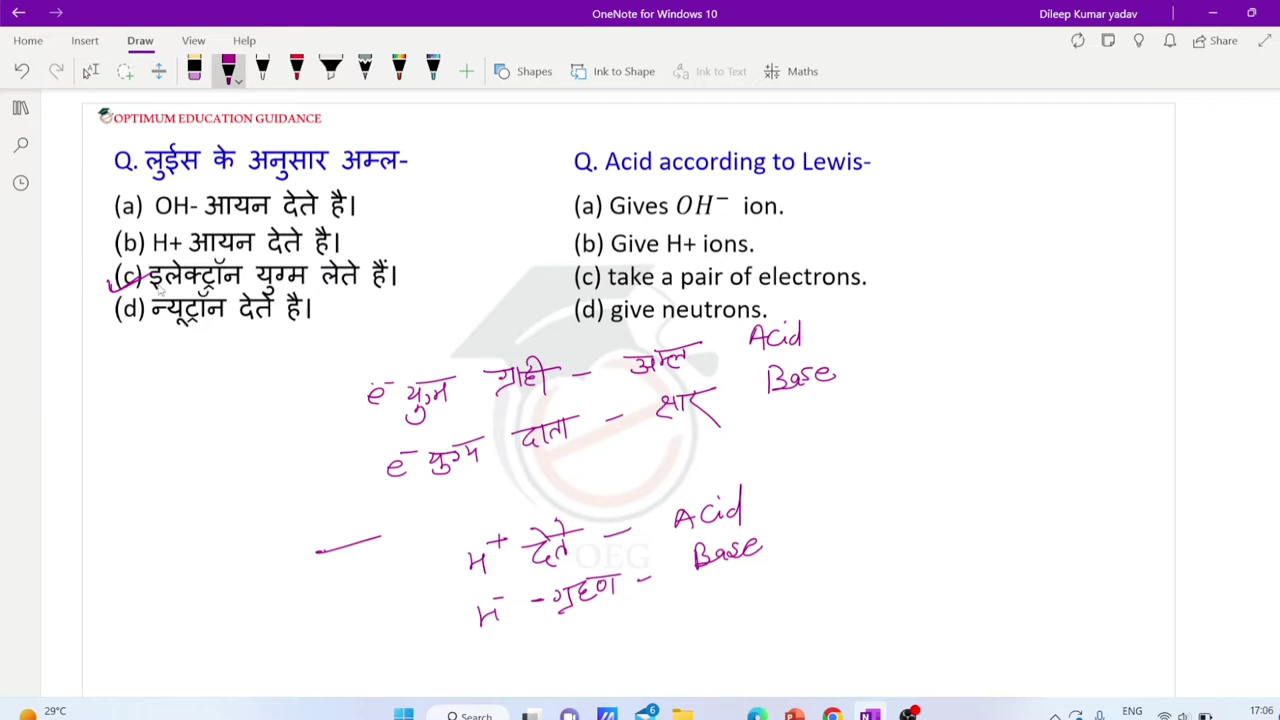 OneNote for Windows 10
Dileep Kumar yadav
Home Insert Draw View Help
Share
Shapes Ink to Shape Ink to Text Maths
OPTIMUM EDUCATION GUIDANCE
Q. लुईस के अनुसार अम्ल-
(a) OH- आयन देते है।
(b) H+ आयन देते है।
(c) इलेक्ट्रॉन युग्म लेते हैं।
(d) न्यूट्रॉन देते है।
Q. Acid according to Lewis-
(a) Gives OH⁻ ion.
(b) Give H+ ions.
(c) take a pair of electrons.
(d) give neutrons.
e⁻ युग्म ग्राही - अम्ल Acid
e⁻ युग्म दाता - क्षार Base
H⁺ देते - Acid
H⁻ - ग्रहण - Base
OEG
29°C
Search
6
ENG
17:06